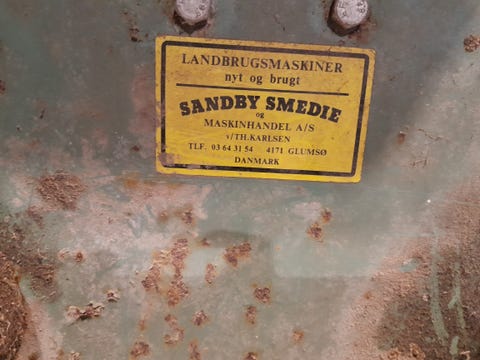 LANDBRUGSMASKINER
nyt og brugt
SANDBY SMEDIE
og
MASKINHANDEL A/S
v/TH.KARLSEN
TLF. 03 64 31 54 4171 GLUMSØ
DANMARK